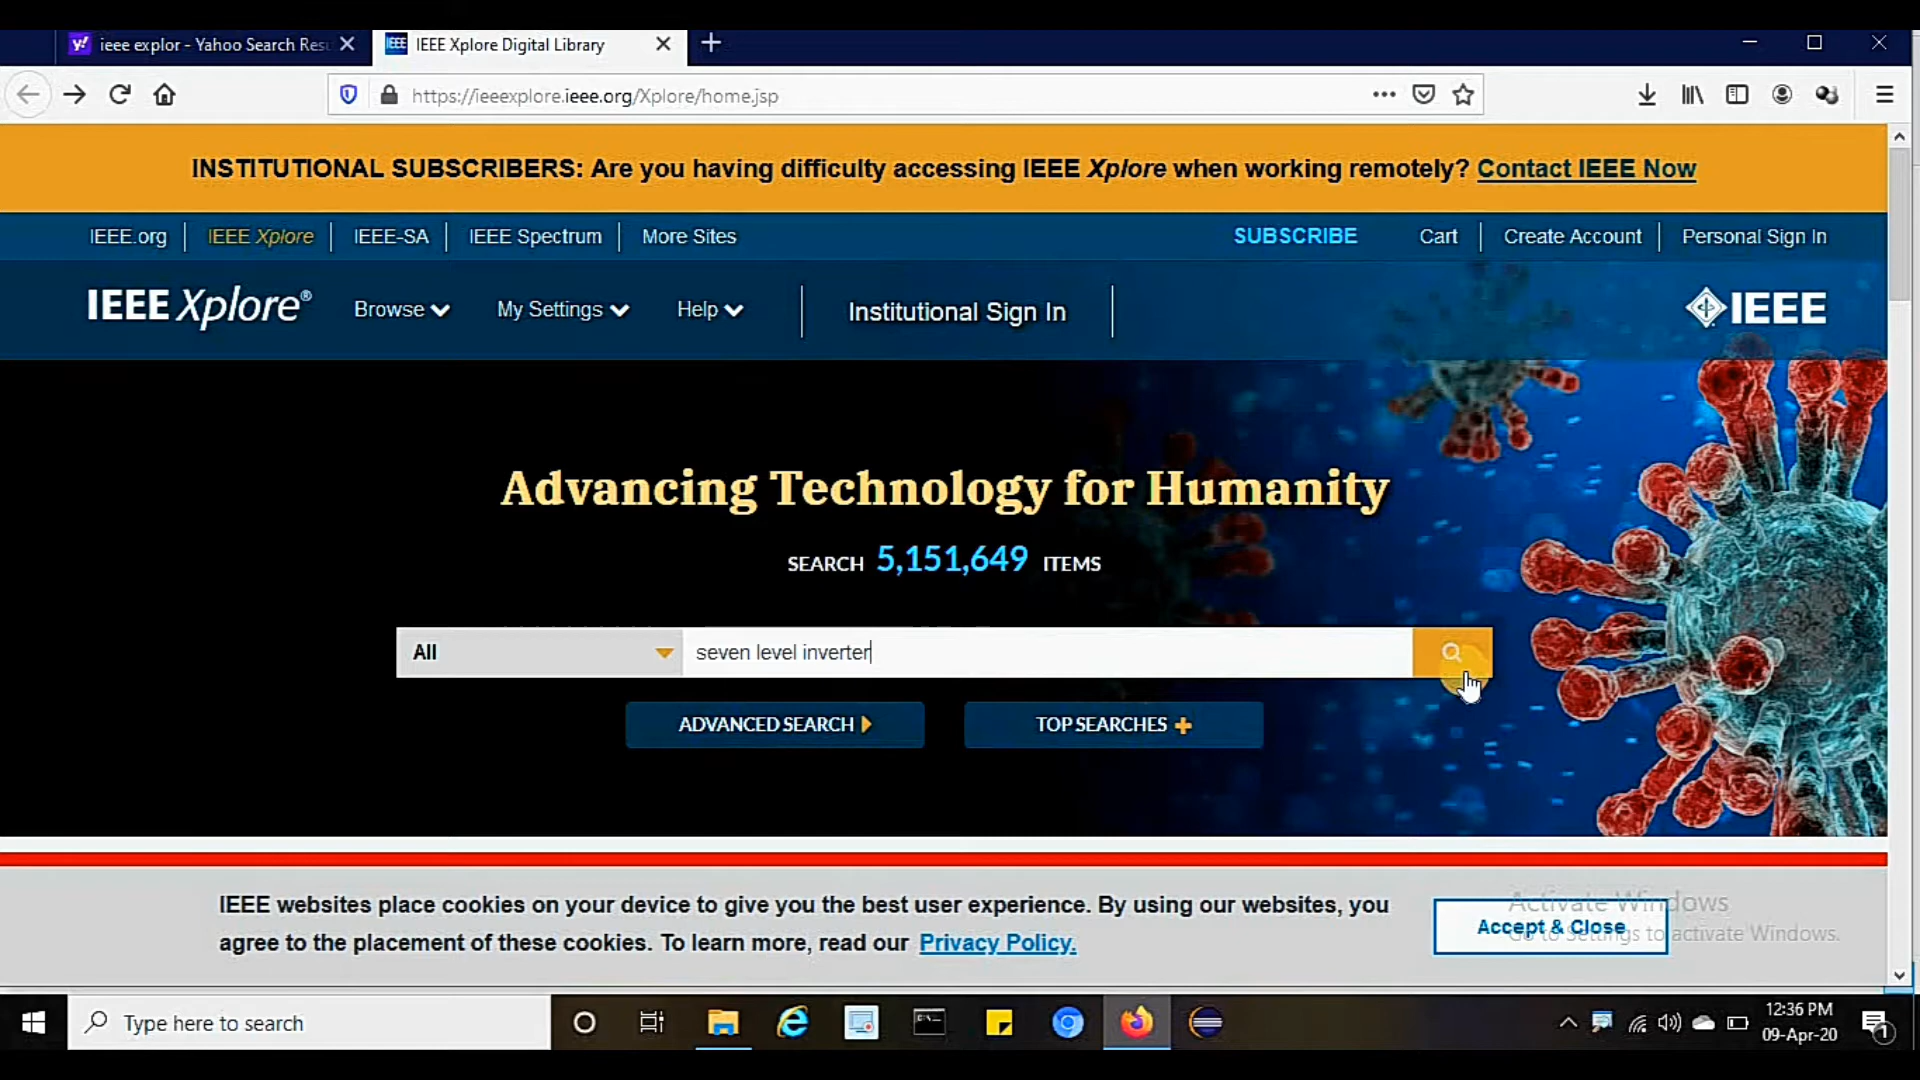 ieee explor - Yahoo Search Resu
IEEE Xplore Digital Library
https://ieeexplore.ieee.org/Xplore/home.jsp
INSTITUTIONAL SUBSCRIBERS: Are you having difficulty accessing IEEE Xplore when working remotely? Contact IEEE Now
IEEE.org IEEE Xplore IEEE-SA IEEE Spectrum More Sites SUBSCRIBE Cart Create Account Personal Sign In
IEEE Xplore® Browse My Settings Help Institutional Sign In IEEE
Advancing Technology for Humanity
SEARCH 5,151,649 ITEMS
All seven level inverter
ADVANCED SEARCH TOP SEARCHES
IEEE websites place cookies on your device to give you the best user experience. By using our websites, you
agree to the placement of these cookies. To learn more, read our Privacy Policy.
Accept & Close
Activate Windows
Go to Settings to activate Windows.
Type here to search
12:36 PM
09-Apr-20
1